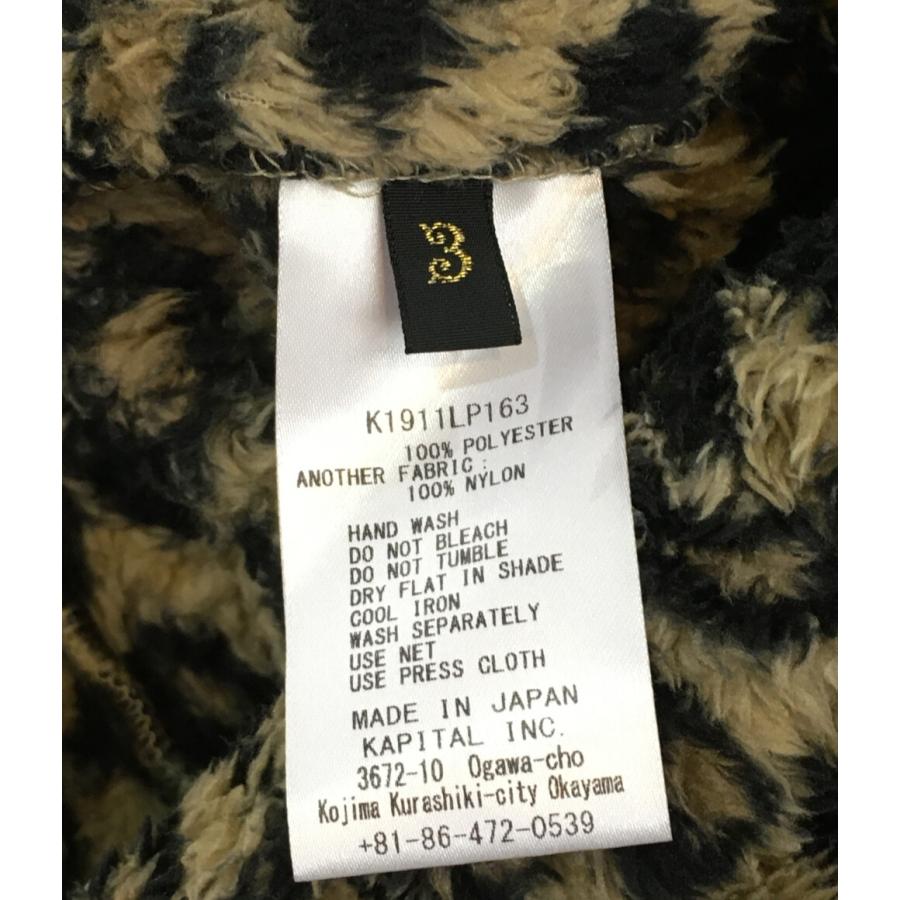 3
K1911LP163
100% POLYESTER
ANOTHER FABRIC:
100% NYLON
HAND WASH
DO NOT BLEACH
DO NOT TUMBLE
DRY FLAT IN SHADE
COOL IRON
WASH SEPARATELY
USE NET
USE PRESS CLOTH
MADE IN JAPAN
KAPITAL INC.
3672-10 Ogawa-cho
Kojima Kurashiki-city Okayama
+81-86-472-0539